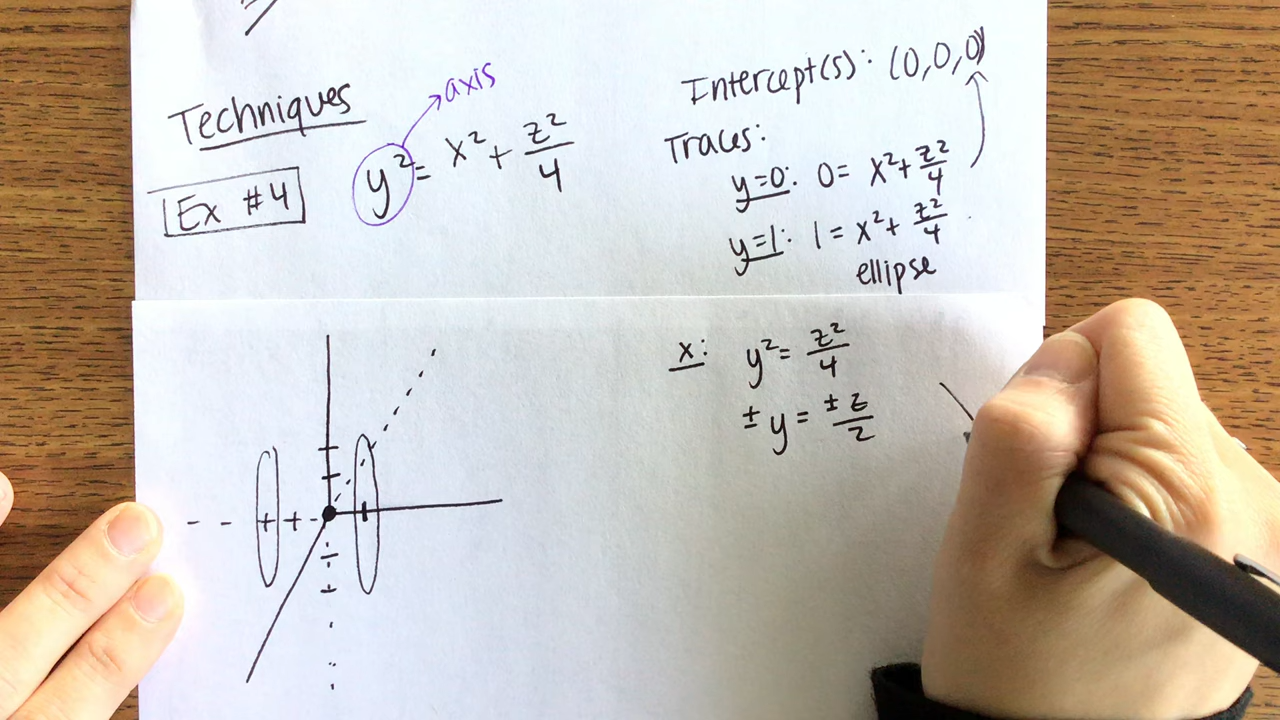 Techniques
axis
Ex #4
y² = x² + z²/4
Intercept(s): (0,0,0)
Traces:
y=0: 0 = x² + z²/4
y=1: 1 = x² + z²/4
ellipse
x: y² = z²/4
± y = ± z/2